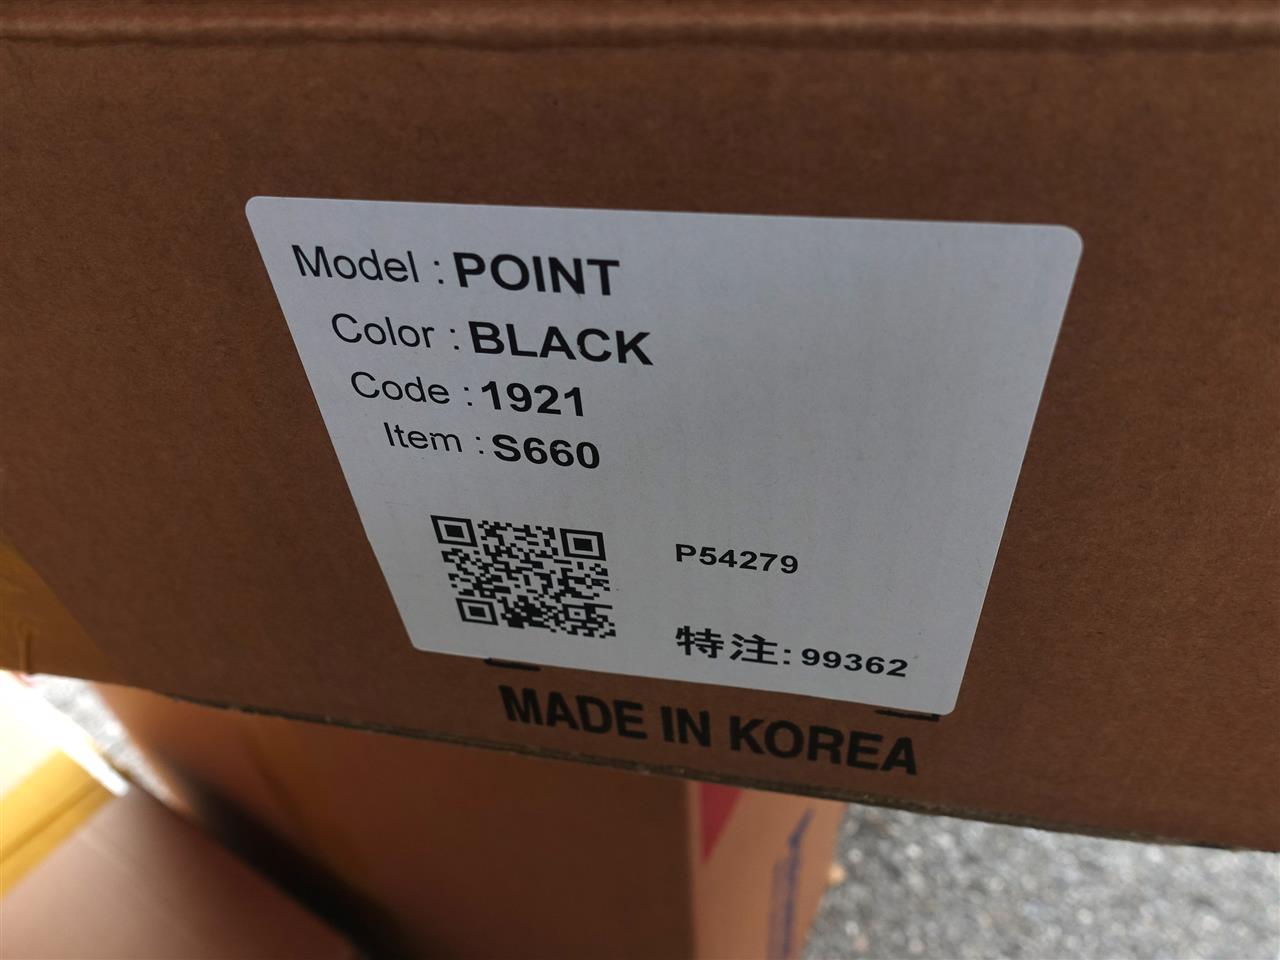 Model : POINT
Color : BLACK
Code : 1921
Item : S660
P54279
特注: 99362
MADE IN KOREA